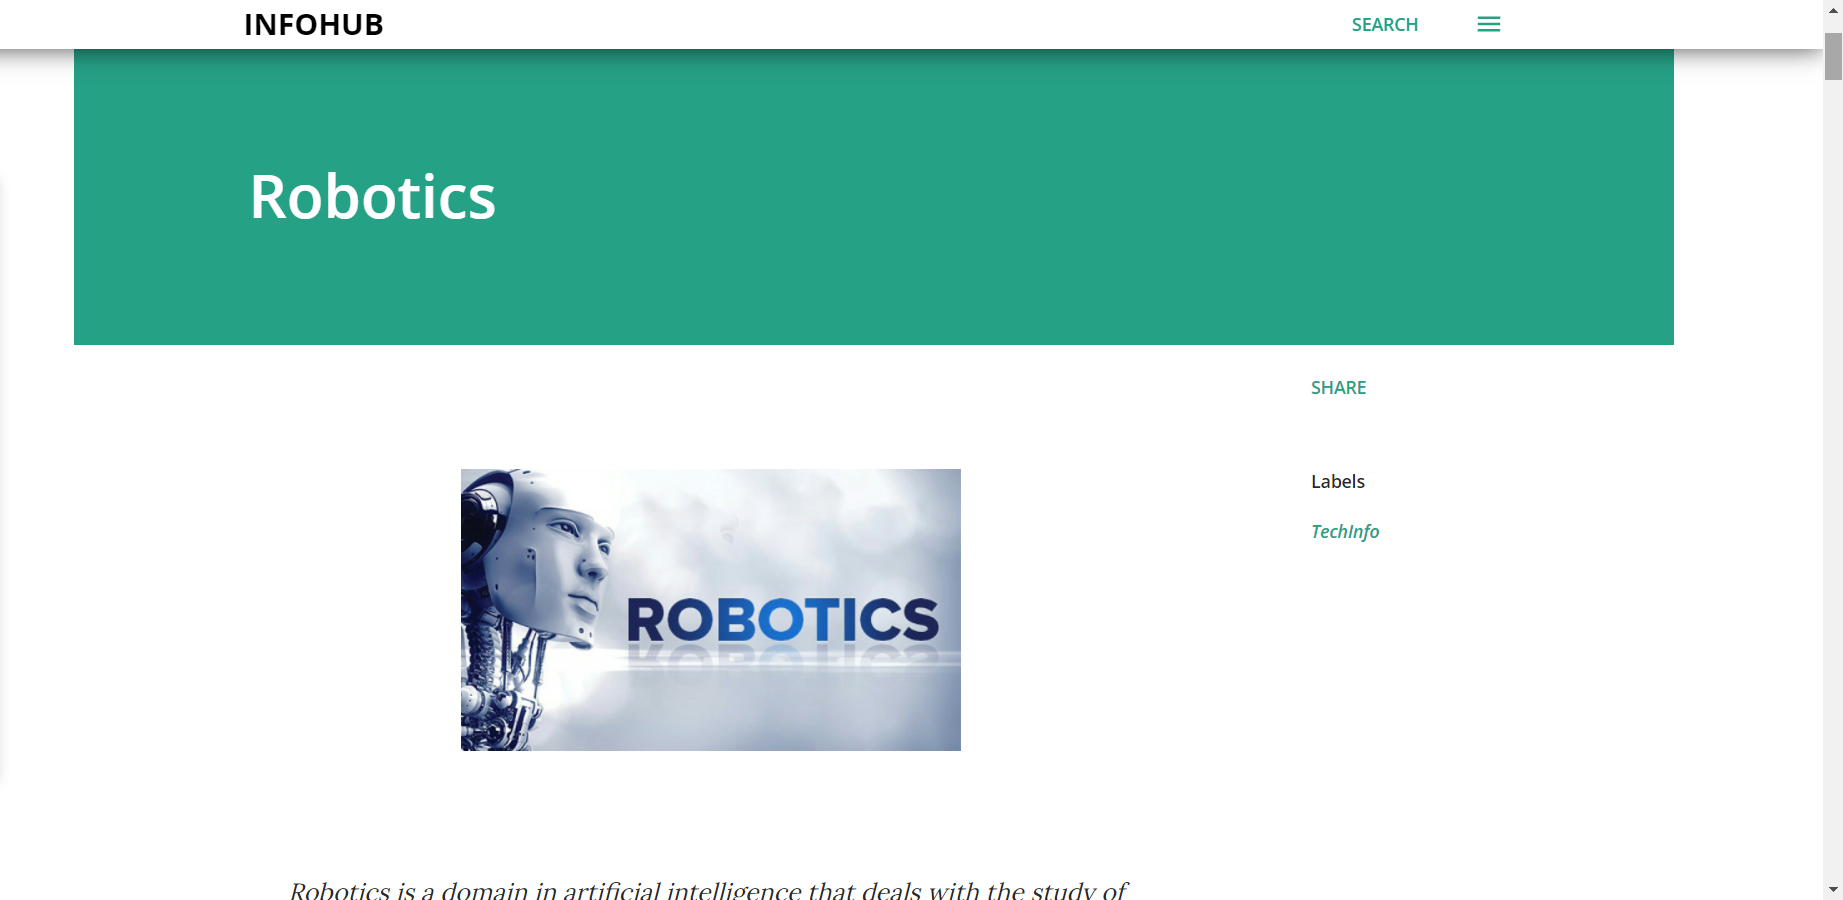 INFOHUB
SEARCH
Robotics
SHARE
Labels
TechInfo
ROBOTICS
Robotics is a domain in artificial intelligence that deals with the study of